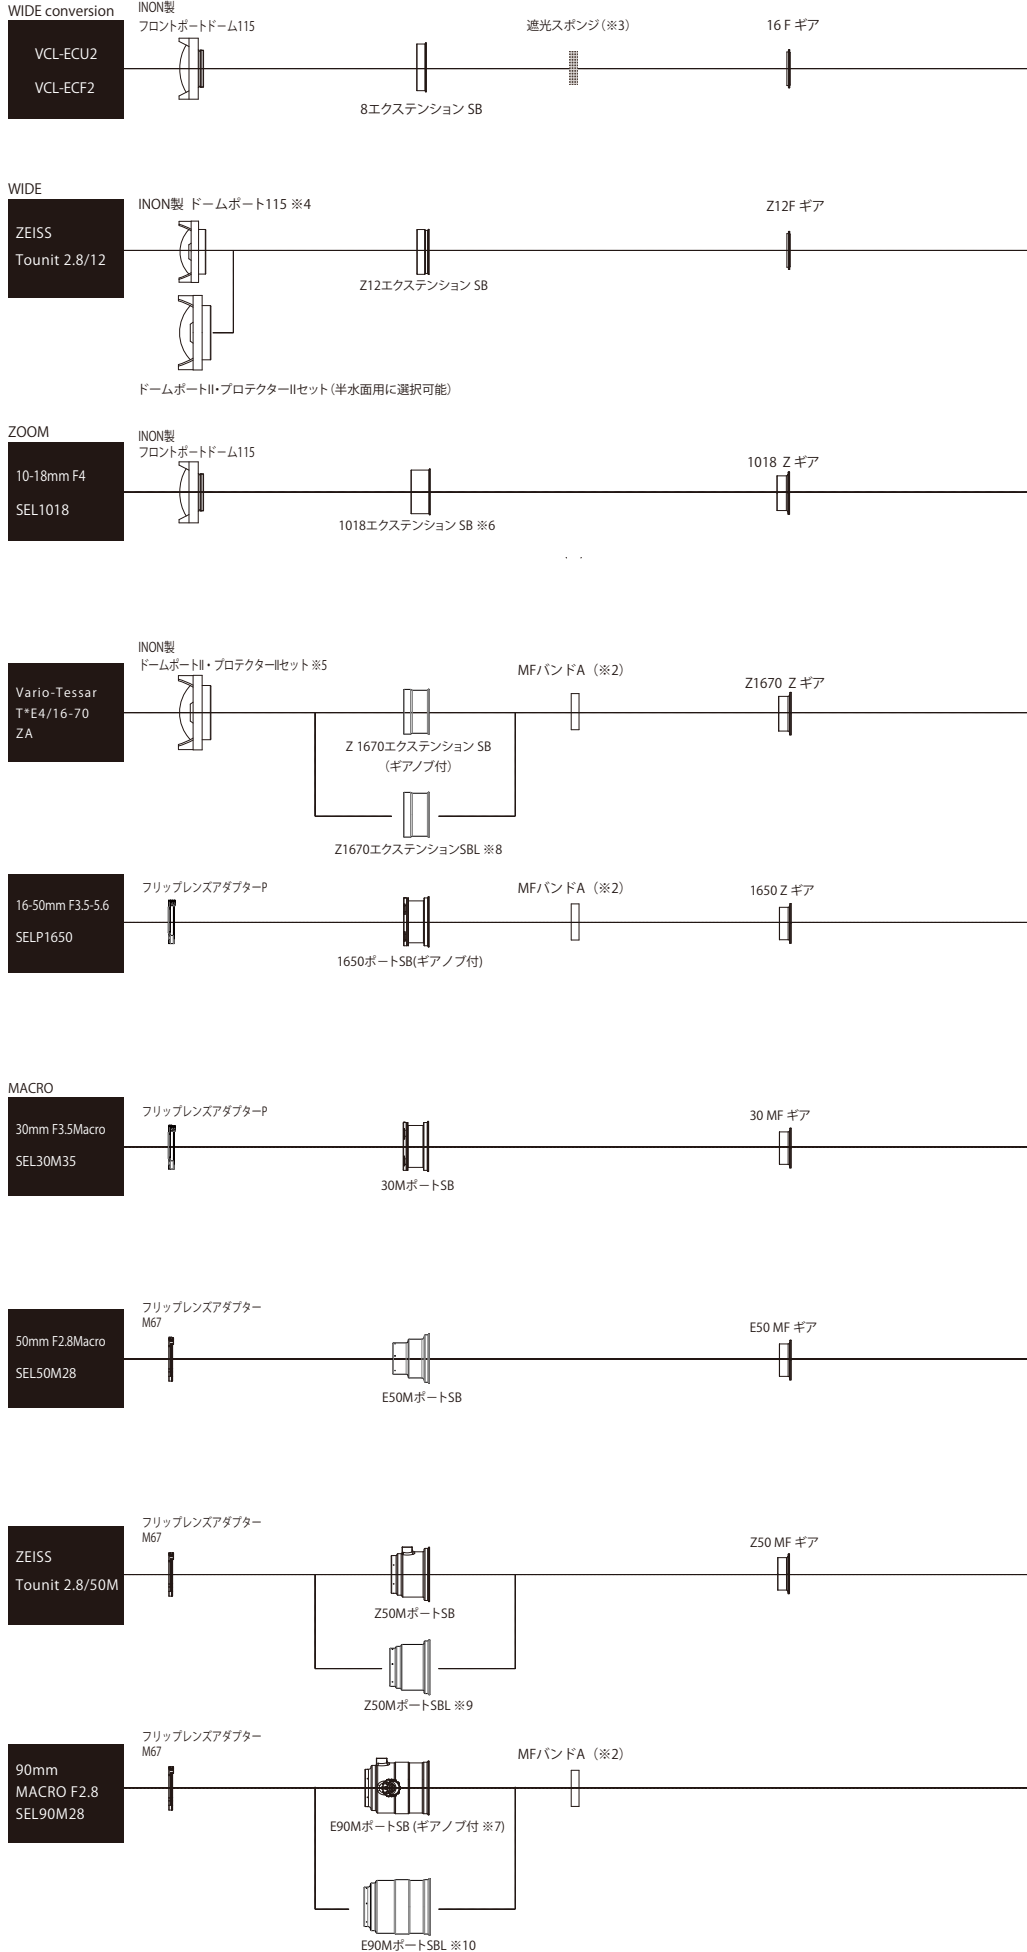 WIDE conversion
VCL-ECU2
VCL-ECF2
INON製
フロントポートドーム115
8エクステンション SB
遮光スポンジ(※3)
16 F ギア
WIDE
ZEISS
Tounit 2.8/12
INON製 ドームポート115 ※4
Z12エクステンション SB
Z12F ギア
ドームポートII・プロテクターIIセット(半水面用に選択可能)
ZOOM
10-18mm F4
SEL1018
INON製
フロントポートドーム115
1018エクステンション SB ※6
1018 Z ギア
Vario-Tessar
T*E4/16-70
ZA
INON製
ドームポートII・プロテクターIIセット ※5
Z 1670エクステンション SB
(ギアノブ付)
Z1670エクステンションSBL ※8
MFバンドA (※2)
Z1670 Z ギア
16-50mm F3.5-5.6
SELP1650
フリップレンズアダプターP
1650ポートSB(ギアノブ付)
MFバンドA (※2)
1650 Z ギア
MACRO
30mm F3.5Macro
SEL30M35
フリップレンズアダプターP
30MポートSB
30 MF ギア
50mm F2.8Macro
SEL50M28
フリップレンズアダプター
M67
E50MポートSB
E50 MF ギア
ZEISS
Tounit 2.8/50M
フリップレンズアダプター
M67
Z50MポートSB
Z50MポートSBL ※9
Z50 MF ギア
90mm
MACRO F2.8
SEL90M28
フリップレンズアダプター
M67
E90MポートSB (ギアノブ付 ※7)
E90MポートSBL ※10
MFバンドA (※2)